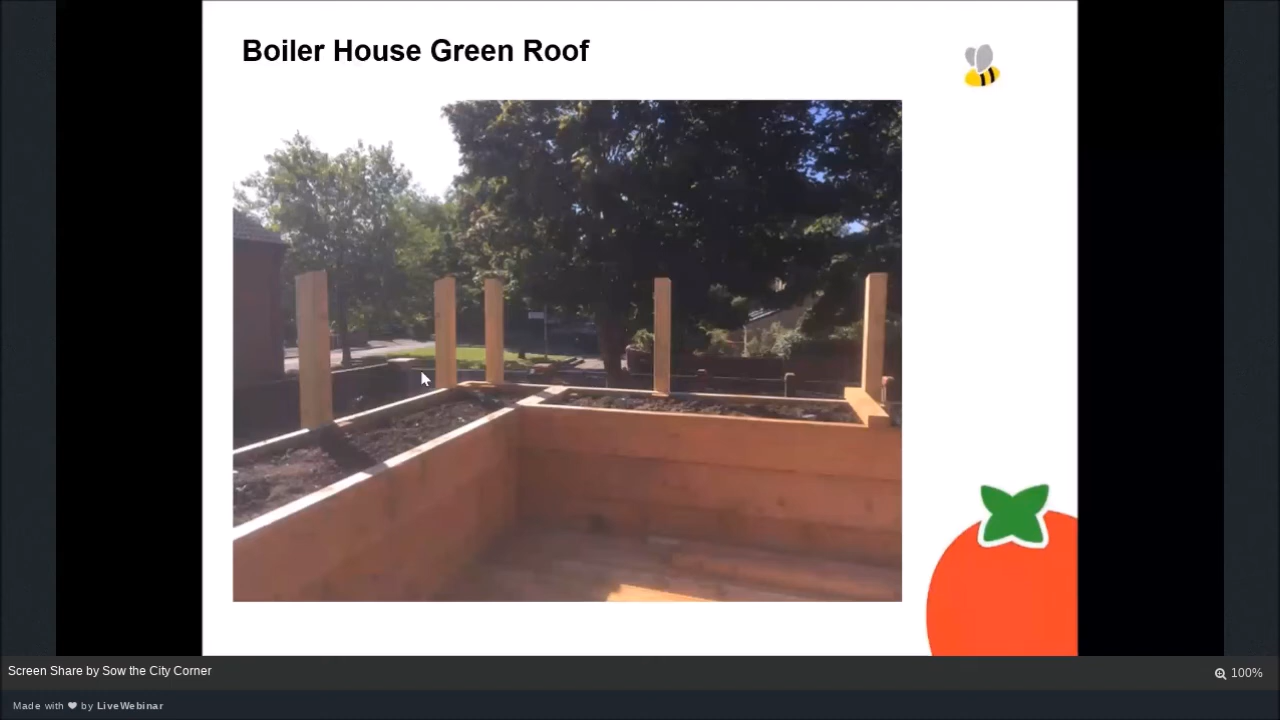 Boiler House Green Roof
Screen Share by Sow the City Corner
100%
Made with ❤ by LiveWebinar